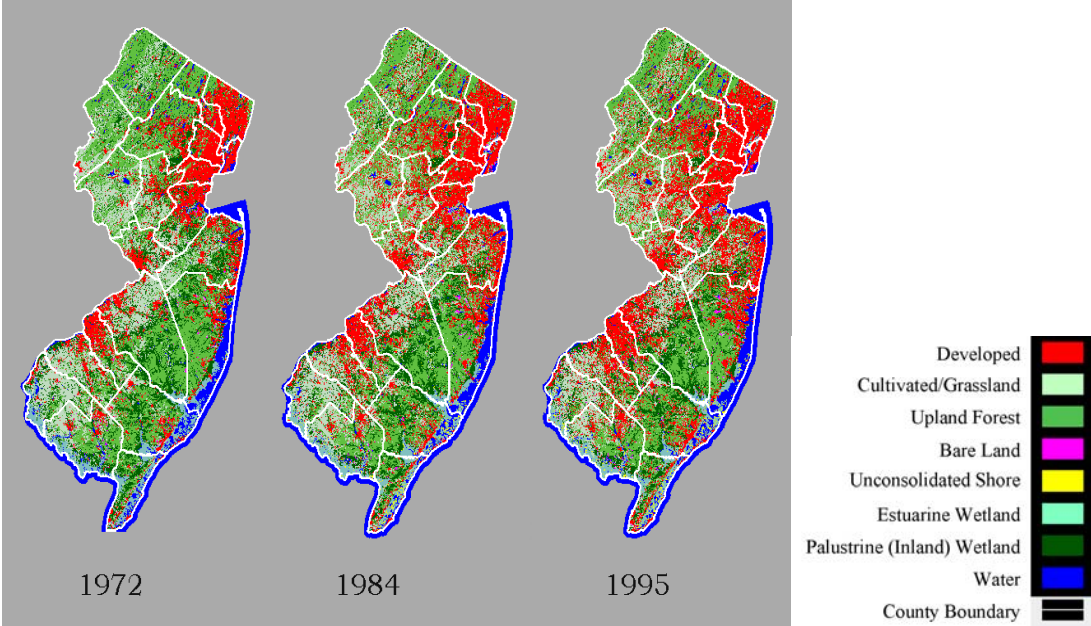 1972
1984
1995
Developed
Cultivated/Grassland
Upland Forest
Bare Land
Unconsolidated Shore
Estuarine Wetland
Palustrine (Inland) Wetland
Water
County Boundary